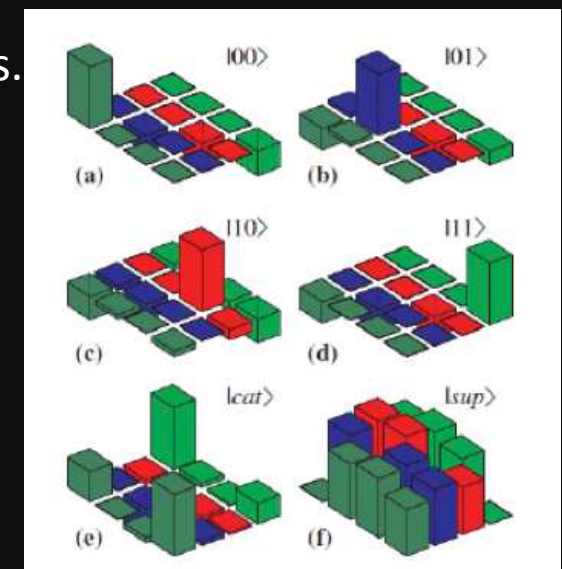 s.
|00>
|01>
(a)
(b)
|10>
|11>
(c)
(d)
|cat>
|sup>
(e)
(f)